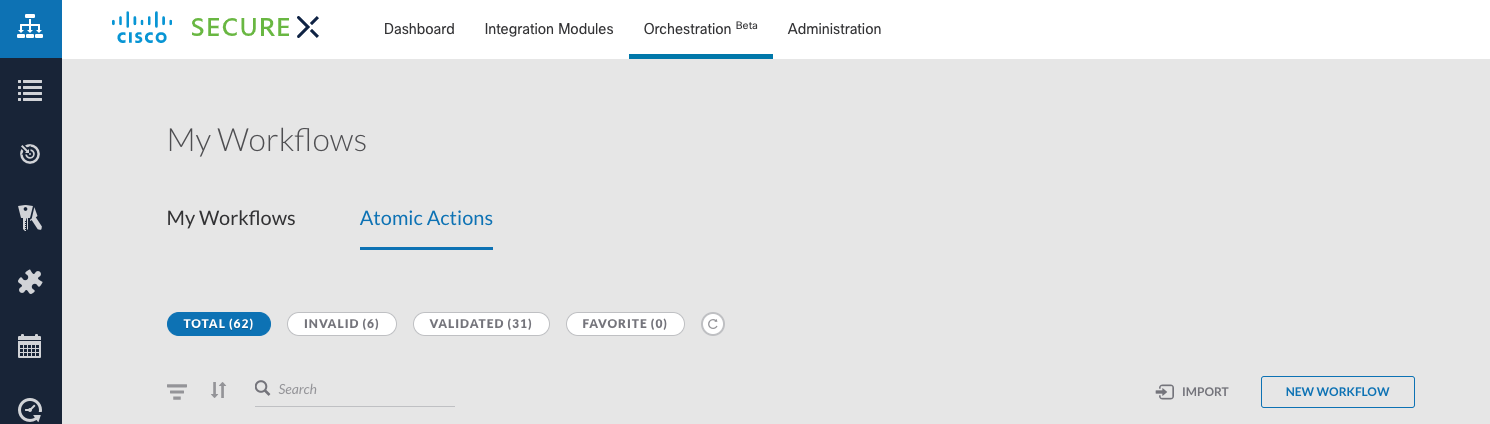 CISCO SECUREX Dashboard Integration Modules Orchestration Beta Administration
My Workflows
My Workflows Atomic Actions
TOTAL (62) INVALID (6) VALIDATED (31) FAVORITE (0)
Search IMPORT NEW WORKFLOW